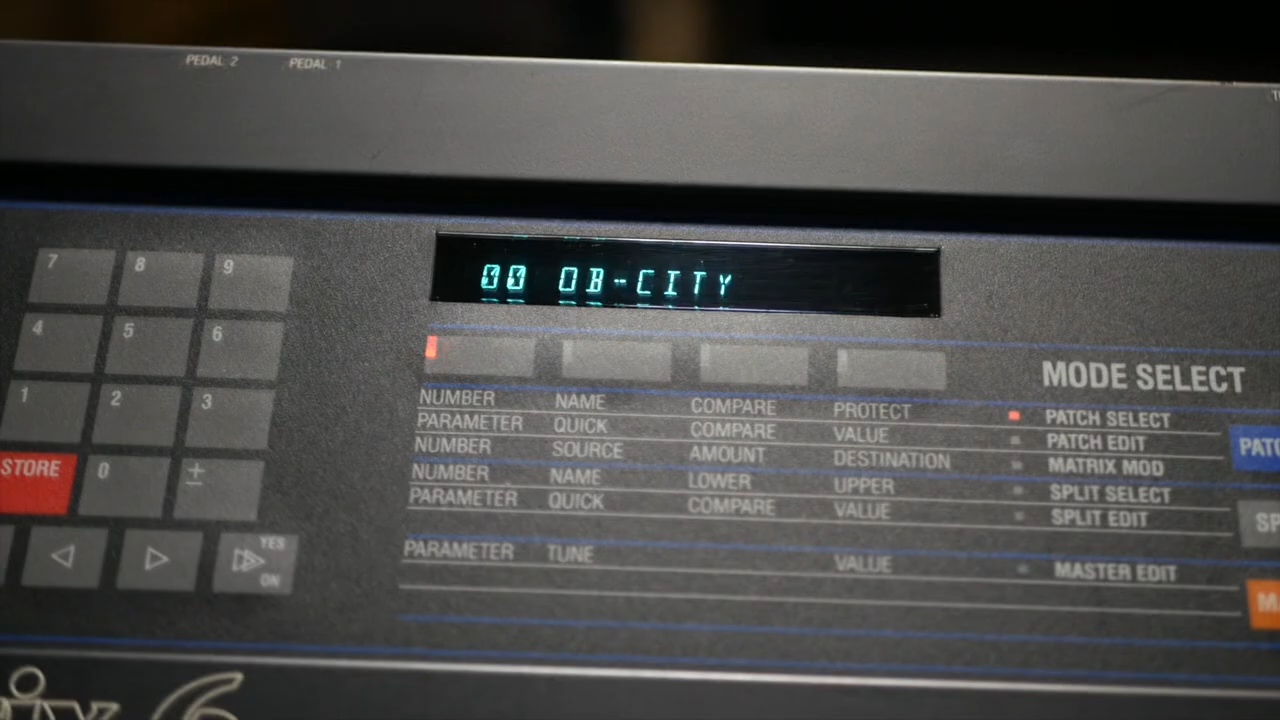 PEDAL 2 PEDAL 1
00 OB-CITY
7 8 9
4 5 6
1 2 3
STORE 0 ±
YES
ON
MODE SELECT
NUMBER NAME COMPARE PROTECT PATCH SELECT
PARAMETER QUICK COMPARE VALUE PATCH EDIT
NUMBER SOURCE AMOUNT DESTINATION MATRIX MOD
NUMBER NAME LOWER UPPER SPLIT SELECT
PARAMETER QUICK COMPARE VALUE SPLIT EDIT
PARAMETER TUNE VALUE MASTER EDIT
6